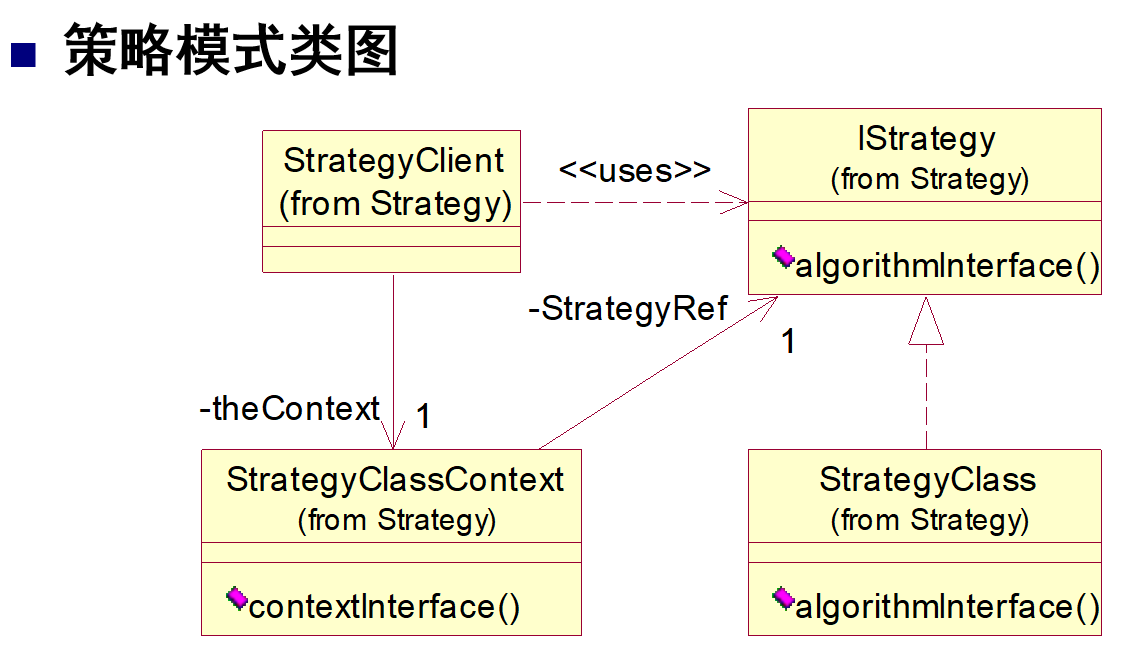 策略模式类图
StrategyClient
(from Strategy)
<<uses>>
IStrategy
(from Strategy)
algorithmInterface()
-StrategyRef
1
-theContext
1
StrategyClassContext
(from Strategy)
contextInterface()
StrategyClass
(from Strategy)
algorithmInterface()